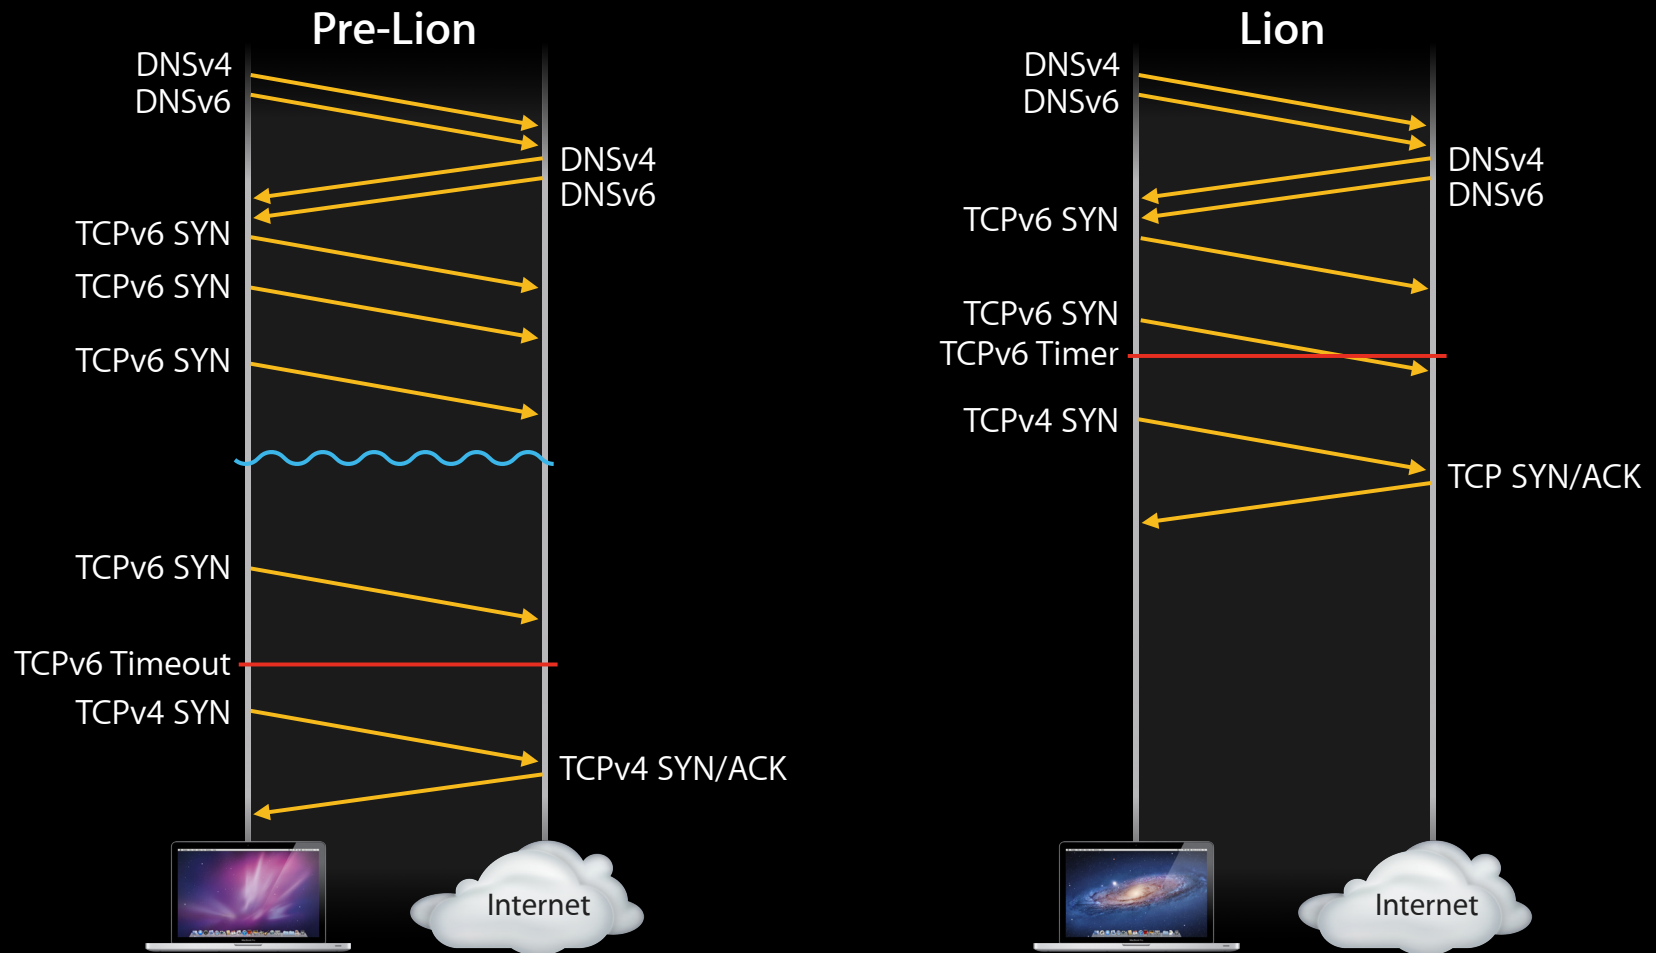 Pre-Lion
DNSv4
DNSv6
DNSv4
DNSv6
TCPv6 SYN
TCPv6 SYN
TCPv6 SYN
TCPv6 SYN
TCPv6 Timeout
TCPv4 SYN
TCPv4 SYN/ACK
Internet
Lion
DNSv4
DNSv6
DNSv4
DNSv6
TCPv6 SYN
TCPv6 SYN
TCPv6 Timer
TCPv4 SYN
TCP SYN/ACK
Internet